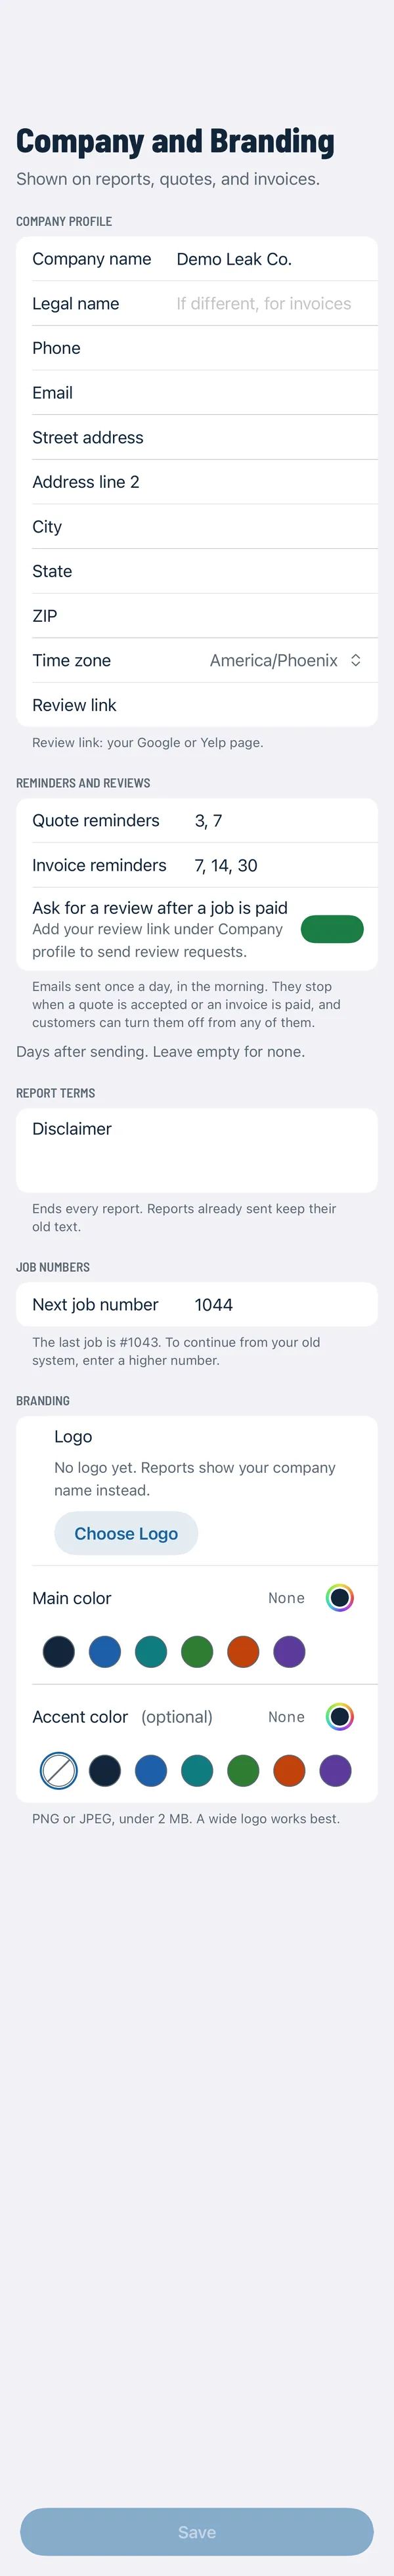 Company and Branding
Shown on reports, quotes, and invoices.
COMPANY PROFILE
Company name Demo Leak Co.
Legal name If different, for invoices
Phone
Email
Street address
Address line 2
City
State
ZIP
Time zone America/Phoenix
Review link
Review link: your Google or Yelp page.
REMINDERS AND REVIEWS
Quote reminders 3, 7
Invoice reminders 7, 14, 30
Ask for a review after a job is paid
Add your review link under Company
profile to send review requests.
Emails sent once a day, in the morning. They stop
when a quote is accepted or an invoice is paid, and
customers can turn them off from any of them.
Days after sending. Leave empty for none.
REPORT TERMS
Disclaimer
Ends every report. Reports already sent keep their
old text.
JOB NUMBERS
Next job number 1044
The last job is #1043. To continue from your old
system, enter a higher number.
BRANDING
Logo
No logo yet. Reports show your company
name instead.
Choose Logo
Main color None
Accent color (optional) None
PNG or JPEG, under 2 MB. A wide logo works best.
Save